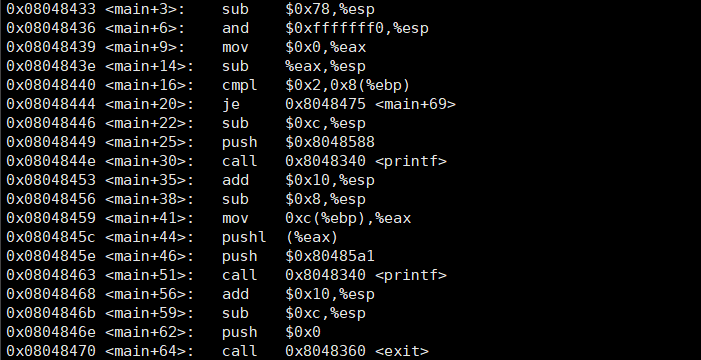 0x08048433 <main+3>: sub $0x78,%esp
0x08048436 <main+6>: and $0xfffffff0,%esp
0x08048439 <main+9>: mov $0x0,%eax
0x0804843e <main+14>: sub %eax,%esp
0x08048440 <main+16>: cmpl $0x2,0x8(%ebp)
0x08048444 <main+20>: je 0x8048475 <main+69>
0x08048446 <main+22>: sub $0xc,%esp
0x08048449 <main+25>: push $0x8048588
0x0804844e <main+30>: call 0x8048340 <printf>
0x08048453 <main+35>: add $0x10,%esp
0x08048456 <main+38>: sub $0x8,%esp
0x08048459 <main+41>: mov 0xc(%ebp),%eax
0x0804845c <main+44>: pushl (%eax)
0x0804845e <main+46>: push $0x80485a1
0x08048463 <main+51>: call 0x8048340 <printf>
0x08048468 <main+56>: add $0x10,%esp
0x0804846b <main+59>: sub $0xc,%esp
0x0804846e <main+62>: push $0x0
0x08048470 <main+64>: call 0x8048360 <exit>